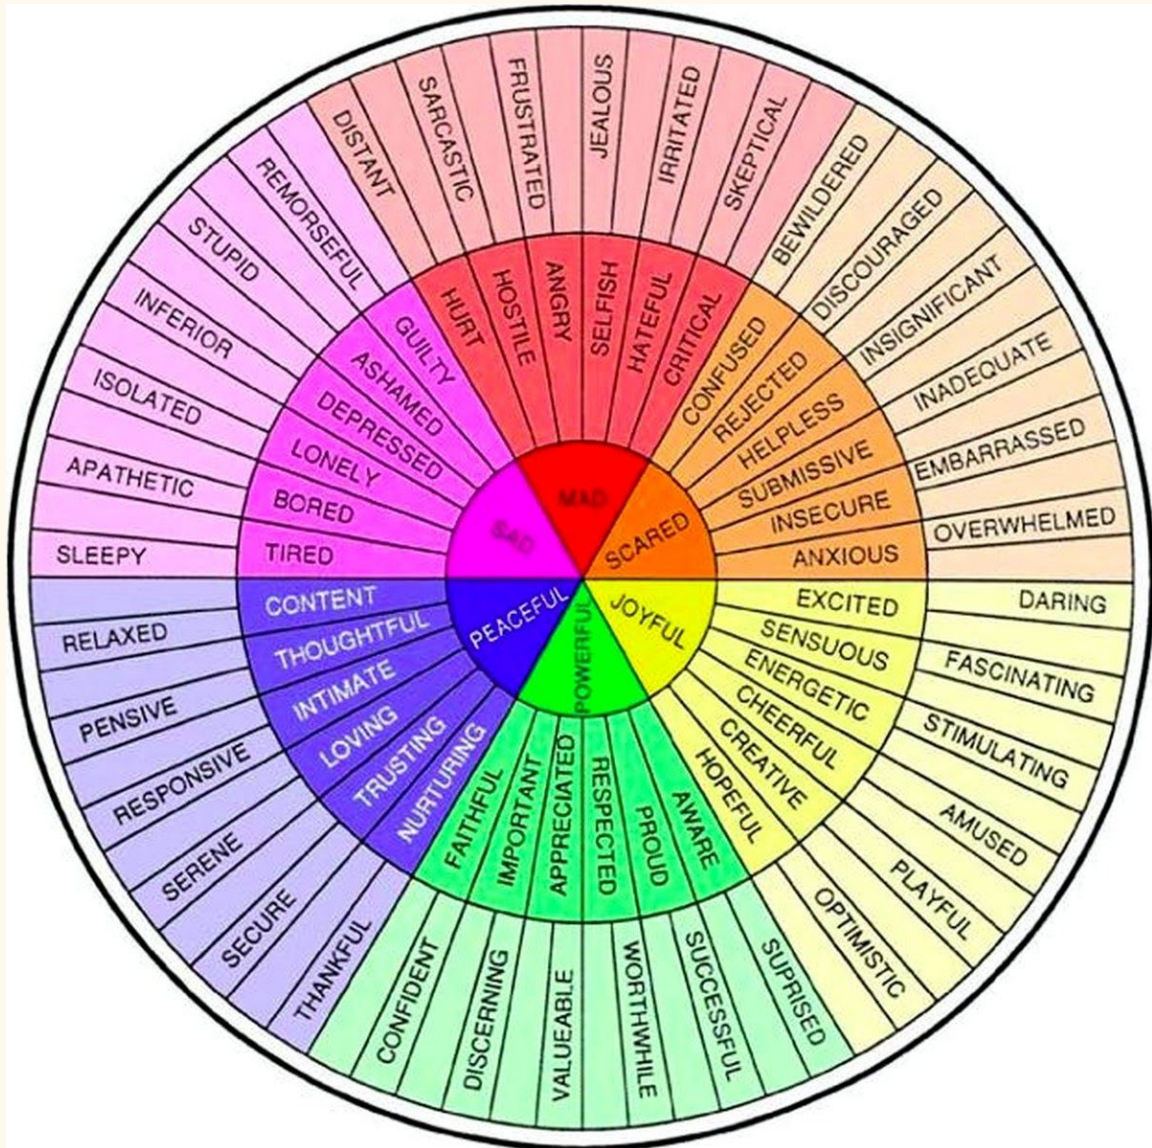 MAD
SCARED
JOYFUL
POWERFUL
PEACEFUL
SAD
HURT
HOSTILE
ANGRY
SELFISH
HATEFUL
CRITICAL
CONFUSED
REJECTED
HELPLESS
SUBMISSIVE
INSECURE
ANXIOUS
EXCITED
SENSUOUS
ENERGETIC
CHEERFUL
CREATIVE
HOPEFUL
AWARE
PROUD
RESPECTED
APPRECIATED
IMPORTANT
FAITHFUL
NURTURING
TRUSTING
LOVING
INTIMATE
THOUGHTFUL
CONTENT
TIRED
BORED
LONELY
DEPRESSED
ASHAMED
GUILTY
DISTANT
SARCASTIC
FRUSTRATED
JEALOUS
IRRITATED
SKEPTICAL
BEWILDERED
DISCOURAGED
INSIGNIFICANT
INADEQUATE
EMBARRASSED
OVERWHELMED
DARING
FASCINATING
STIMULATING
AMUSED
PLAYFUL
OPTIMISTIC
SUPRISED
SUCCESSFUL
WORTHWHILE
VALUEABLE
DISCERNING
CONFIDENT
THANKFUL
SECURE
SERENE
RESPONSIVE
PENSIVE
RELAXED
SLEEPY
APATHETIC
ISOLATED
INFERIOR
STUPID
REMORSEFUL